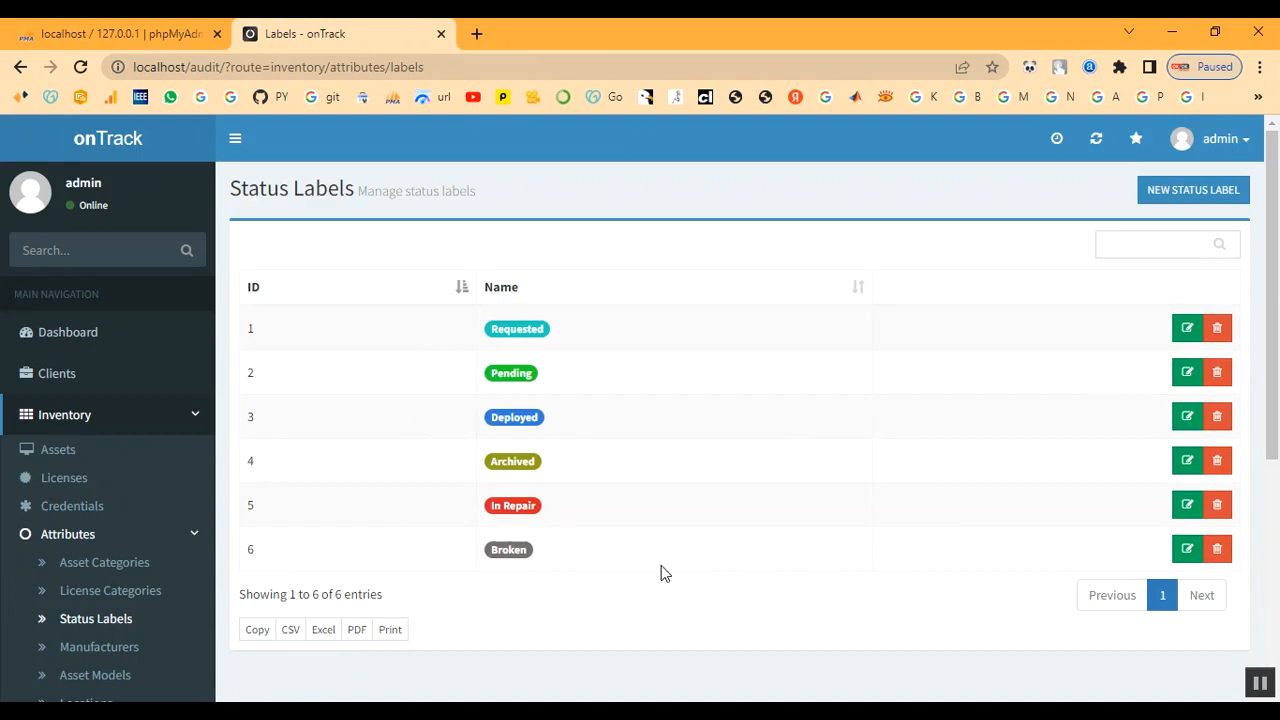 localhost / 127.0.0.1 | phpMyAdn
Labels - onTrack
localhost/audit/?route=inventory/attributes/labels
Paused
IEEE
PY
git
url
Go
K
B
M
N
A
P
I
onTrack
admin
admin
Online
Status Labels Manage status labels
NEW STATUS LABEL
Search...
MAIN NAVIGATION
Dashboard
Clients
Inventory
Assets
Licenses
Credentials
Attributes
Asset Categories
License Categories
Status Labels
Manufacturers
Asset Models
ID Name
1 Requested
2 Pending
3 Deployed
4 Archived
5 In Repair
6 Broken
Showing 1 to 6 of 6 entries
Previous 1 Next
Copy CSV Excel PDF Print